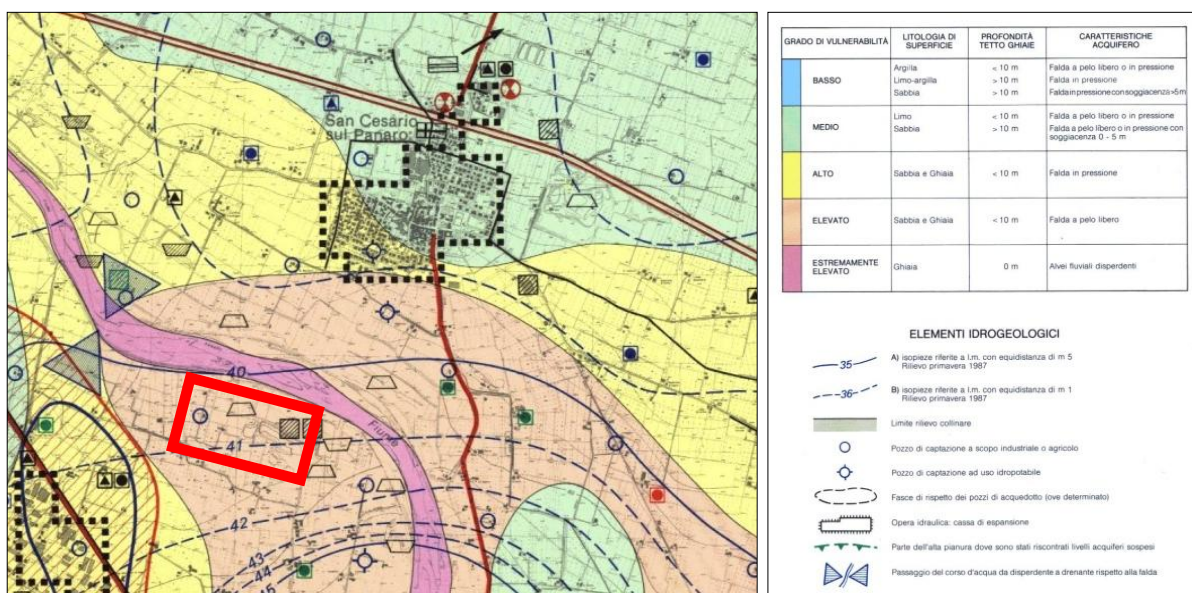 San Cesario
sul Panaro
40
41
Fiume
42
43
44
45
GRADO DI VULNERABILITÀ
LITOLOGIA DI
SUPERFICIE
PROFONDITÀ
TETTO GHIAIE
CARATTERISTICHE
ACQUIFERO
BASSO
Argilla
< 10 m
Falda a pelo libero o in pressione
Limo-argilla
> 10 m
Falda in pressione
Sabbia
> 10 m
Falda in pressione con soggiacenza >5m
MEDIO
Limo
< 10 m
Falda a pelo libero o in pressione
Sabbia
> 10 m
Falda a pelo libero o in pressione con
soggiacenza 0 - 5 m
ALTO
Sabbia e Ghiaia
< 10 m
Falda in pressione
ELEVATO
Sabbia e Ghiaia
< 10 m
Falda a pelo libero
ESTREMAMENTE
ELEVATO
Ghiaia
0 m
Alvei fluviali disperdenti
ELEMENTI IDROGEOLOGICI
35
A) isopieze riferite a l.m. con equidistanza di m 5
Rilievo primavera 1987
36
B) isopieze riferite a l.m. con equidistanza di m 1
Rilievo primavera 1987
Limite rilievo collinare
Pozzo di captazione a scopo industriale o agricolo
Pozzo di captazione ad uso idropotabile
Fasce di rispetto dei pozzi di acquedotto (ove determinato)
Opera idraulica: cassa di espansione
Parte dell'alta pianura dove sono stati riscontrati livelli acquiferi sospesi
Passaggio del corso d'acqua da disperdente a drenante rispetto alla falda